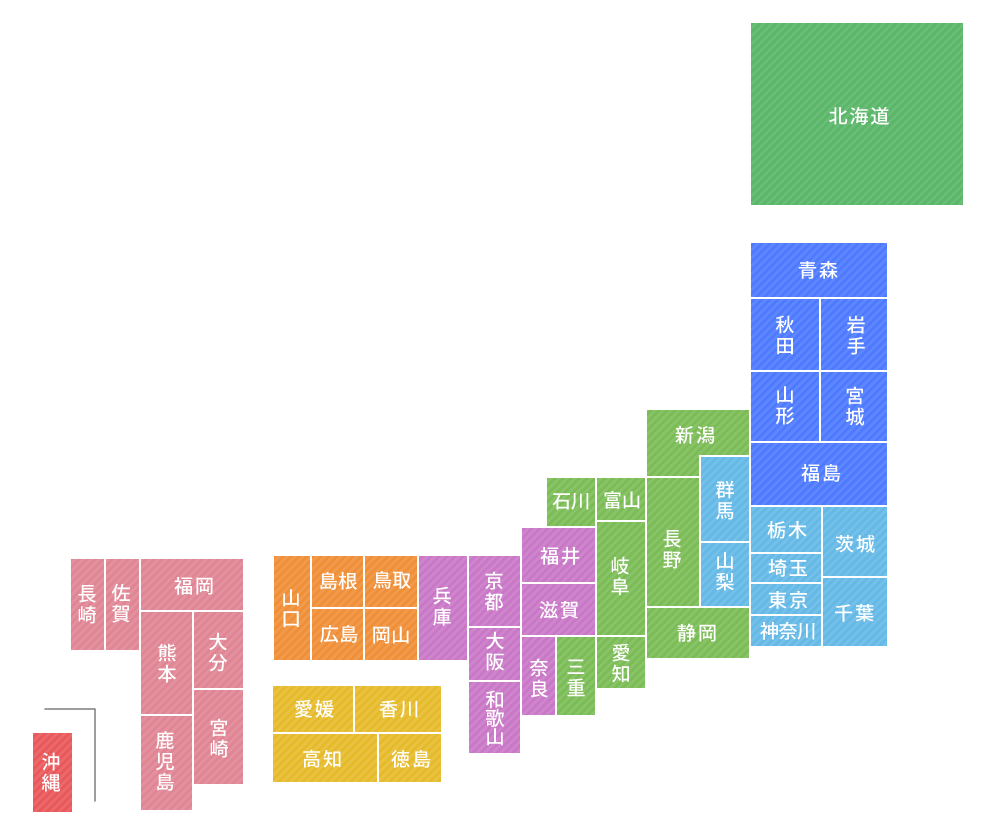 北海道
青森
秋田
岩手
山形
宮城
福島
新潟
群馬
栃木
茨城
石川
富山
長野
山梨
埼玉
東京
千葉
神奈川
福井
岐阜
滋賀
静岡
愛知
三重
奈良
京都
大阪
和歌山
兵庫
鳥取
島根
岡山
広島
山口
愛媛
香川
高知
徳島
福岡
佐賀
長崎
大分
熊本
宮崎
鹿児島
沖縄